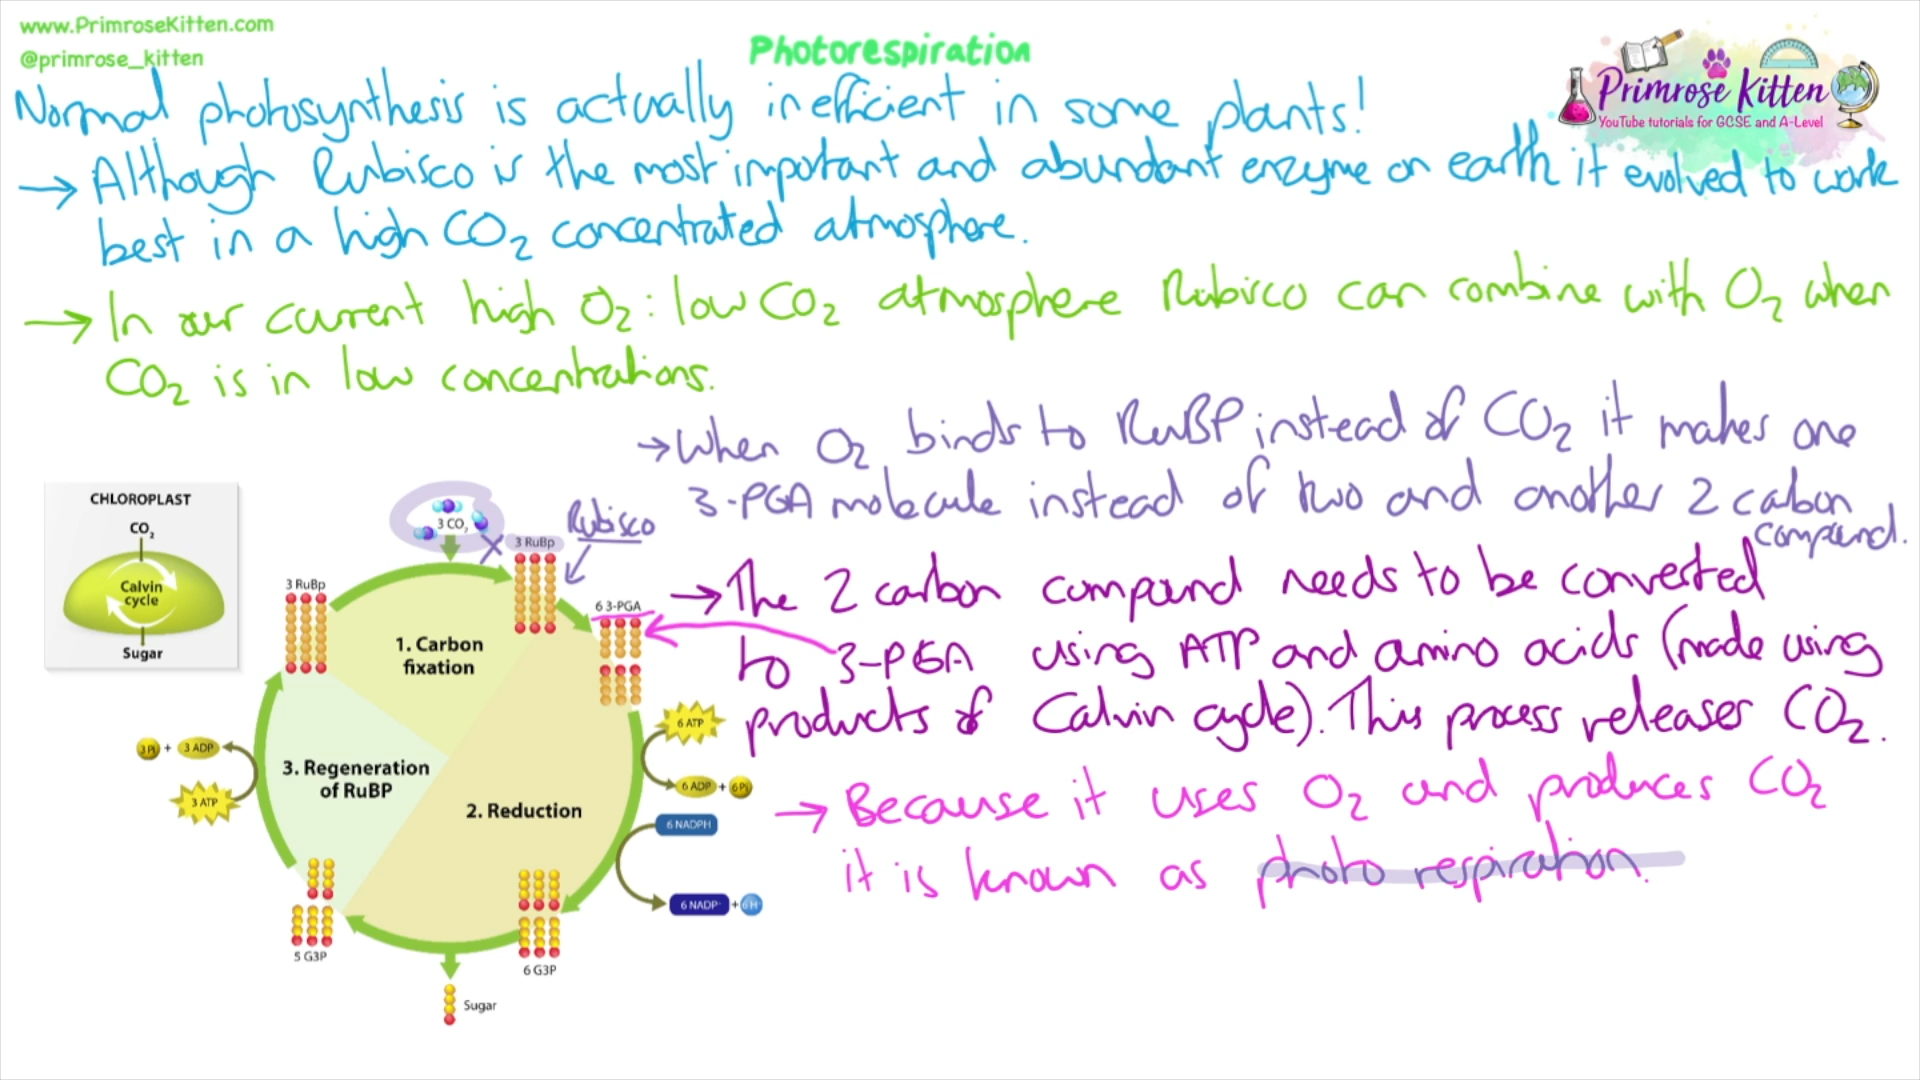 www.PrimroseKitten.com
@primrose_kitten
Photorespiration
Primrose Kitten
YouTube tutorials for GCSE and A-Level
Normal photosynthesis is actually inefficient in some plants!
→ Although Rubisco is the most important and abundant enzyme on earth it evolved to work
best in a high CO2 concentrated atmosphere.
→ In our current high O2 : low CO2 atmosphere Rubisco can combine with O2 when
CO2 is in low concentrations.
→ When O2 binds to RuBP instead of CO2 it makes one
3-PGA molecule instead of two and another 2 carbon
compound.
→ The 2 carbon compound needs to be converted
to 3-PGA using ATP and amino acids (made using
products of Calvin cycle). This process releases CO2.
→ Because it uses O2 and produces CO2
it is known as photo respiration.
CHLOROPLAST
CO2
Calvin
cycle
Sugar
3 CO2
Rubisco
3 RuBp
3 RuBp
6 3-PGA
1. Carbon
fixation
6 ATP
6 ADP + 6Pi
6 NADPH
6 NADP+ + 6H+
2. Reduction
3. Regeneration
of RuBP
3Pi + 3 ADP
3 ATP
5 G3P
6 G3P
Sugar